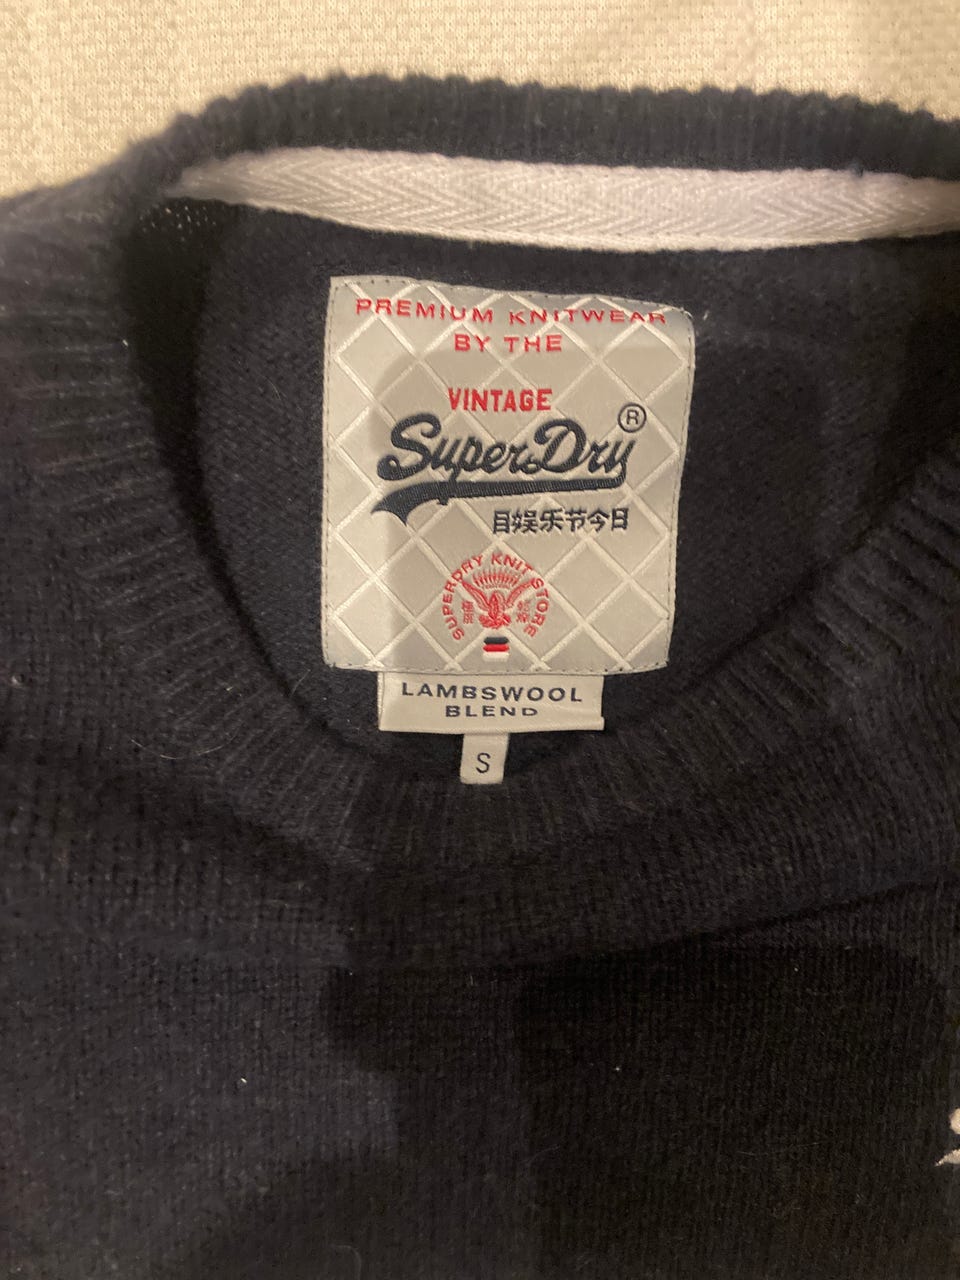 PREMIUM KNITWEAR
BY THE
VINTAGE
SuperDry ®
目娱乐节今日
SUPERDRY KNIT STORE
LAMBSWOOL
BLEND
S